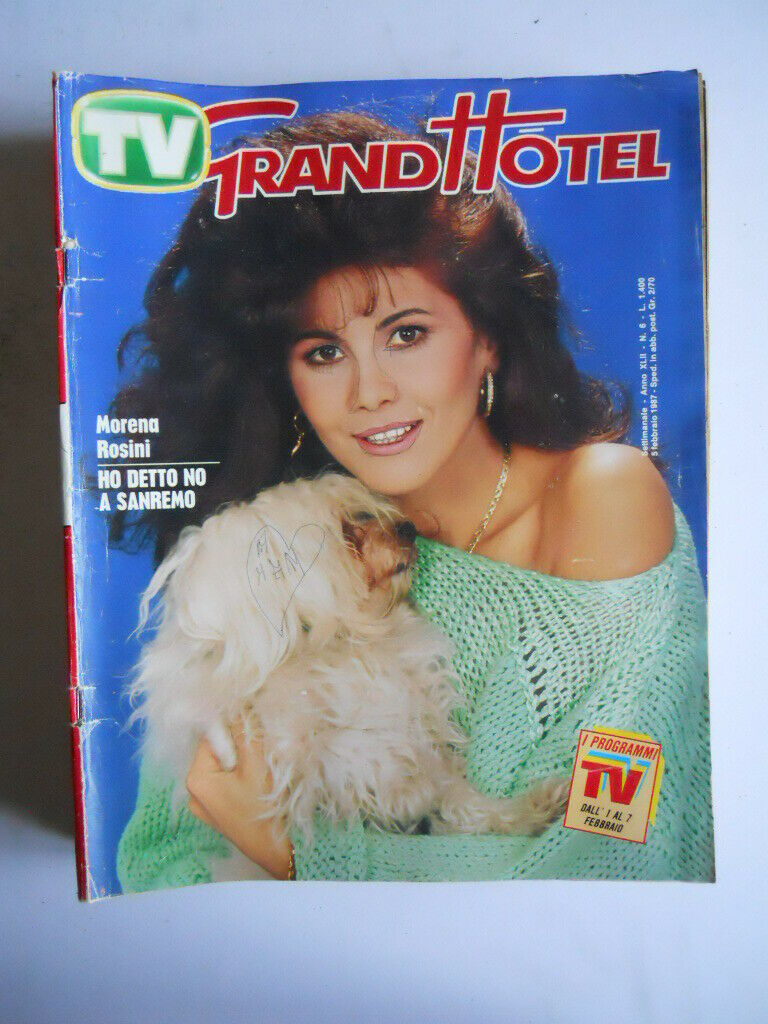 TV
GRAND HÔTEL
Settimanale - Anno XLII - N. 6 - L. 1.400
5 febbraio 1987 - Sped. in abb. post. Gr. 2/70
Morena
Rosini
HO DETTO NO
A SANREMO
I PROGRAMMI
TV
DALL' 1 AL 7
FEBBRAIO